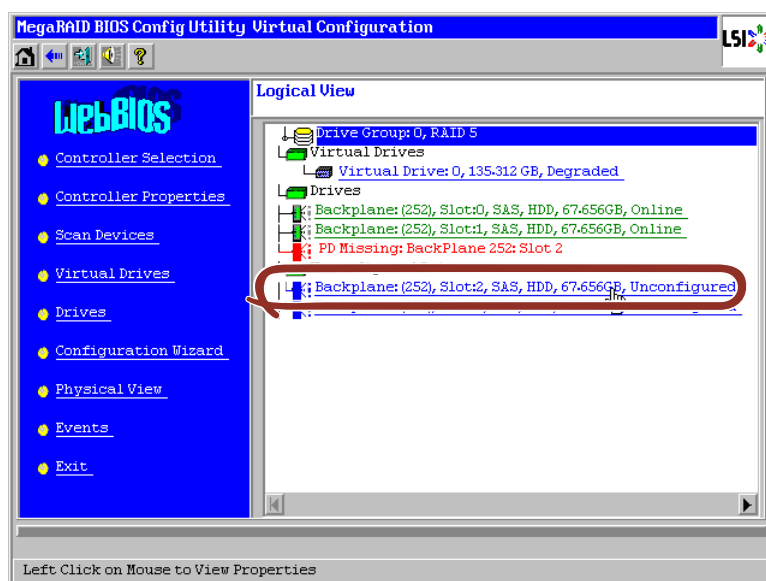 MegaRAID BIOS Config Utility Virtual Configuration
LSI
WebBIOS
Controller Selection
Controller Properties
Scan Devices
Virtual Drives
Drives
Configuration Wizard
Physical View
Events
Exit
Logical View
Drive Group: 0, RAID 5
Virtual Drives
Virtual Drive: 0, 135.312 GB, Degraded
Drives
Backplane: (252), Slot:0, SAS, HDD, 67.656GB, Online
Backplane: (252), Slot:1, SAS, HDD, 67.656GB, Online
PD Missing: BackPlane 252: Slot 2
Backplane: (252), Slot:2, SAS, HDD, 67.656GB, Unconfigured
Left Click on Mouse to View Properties